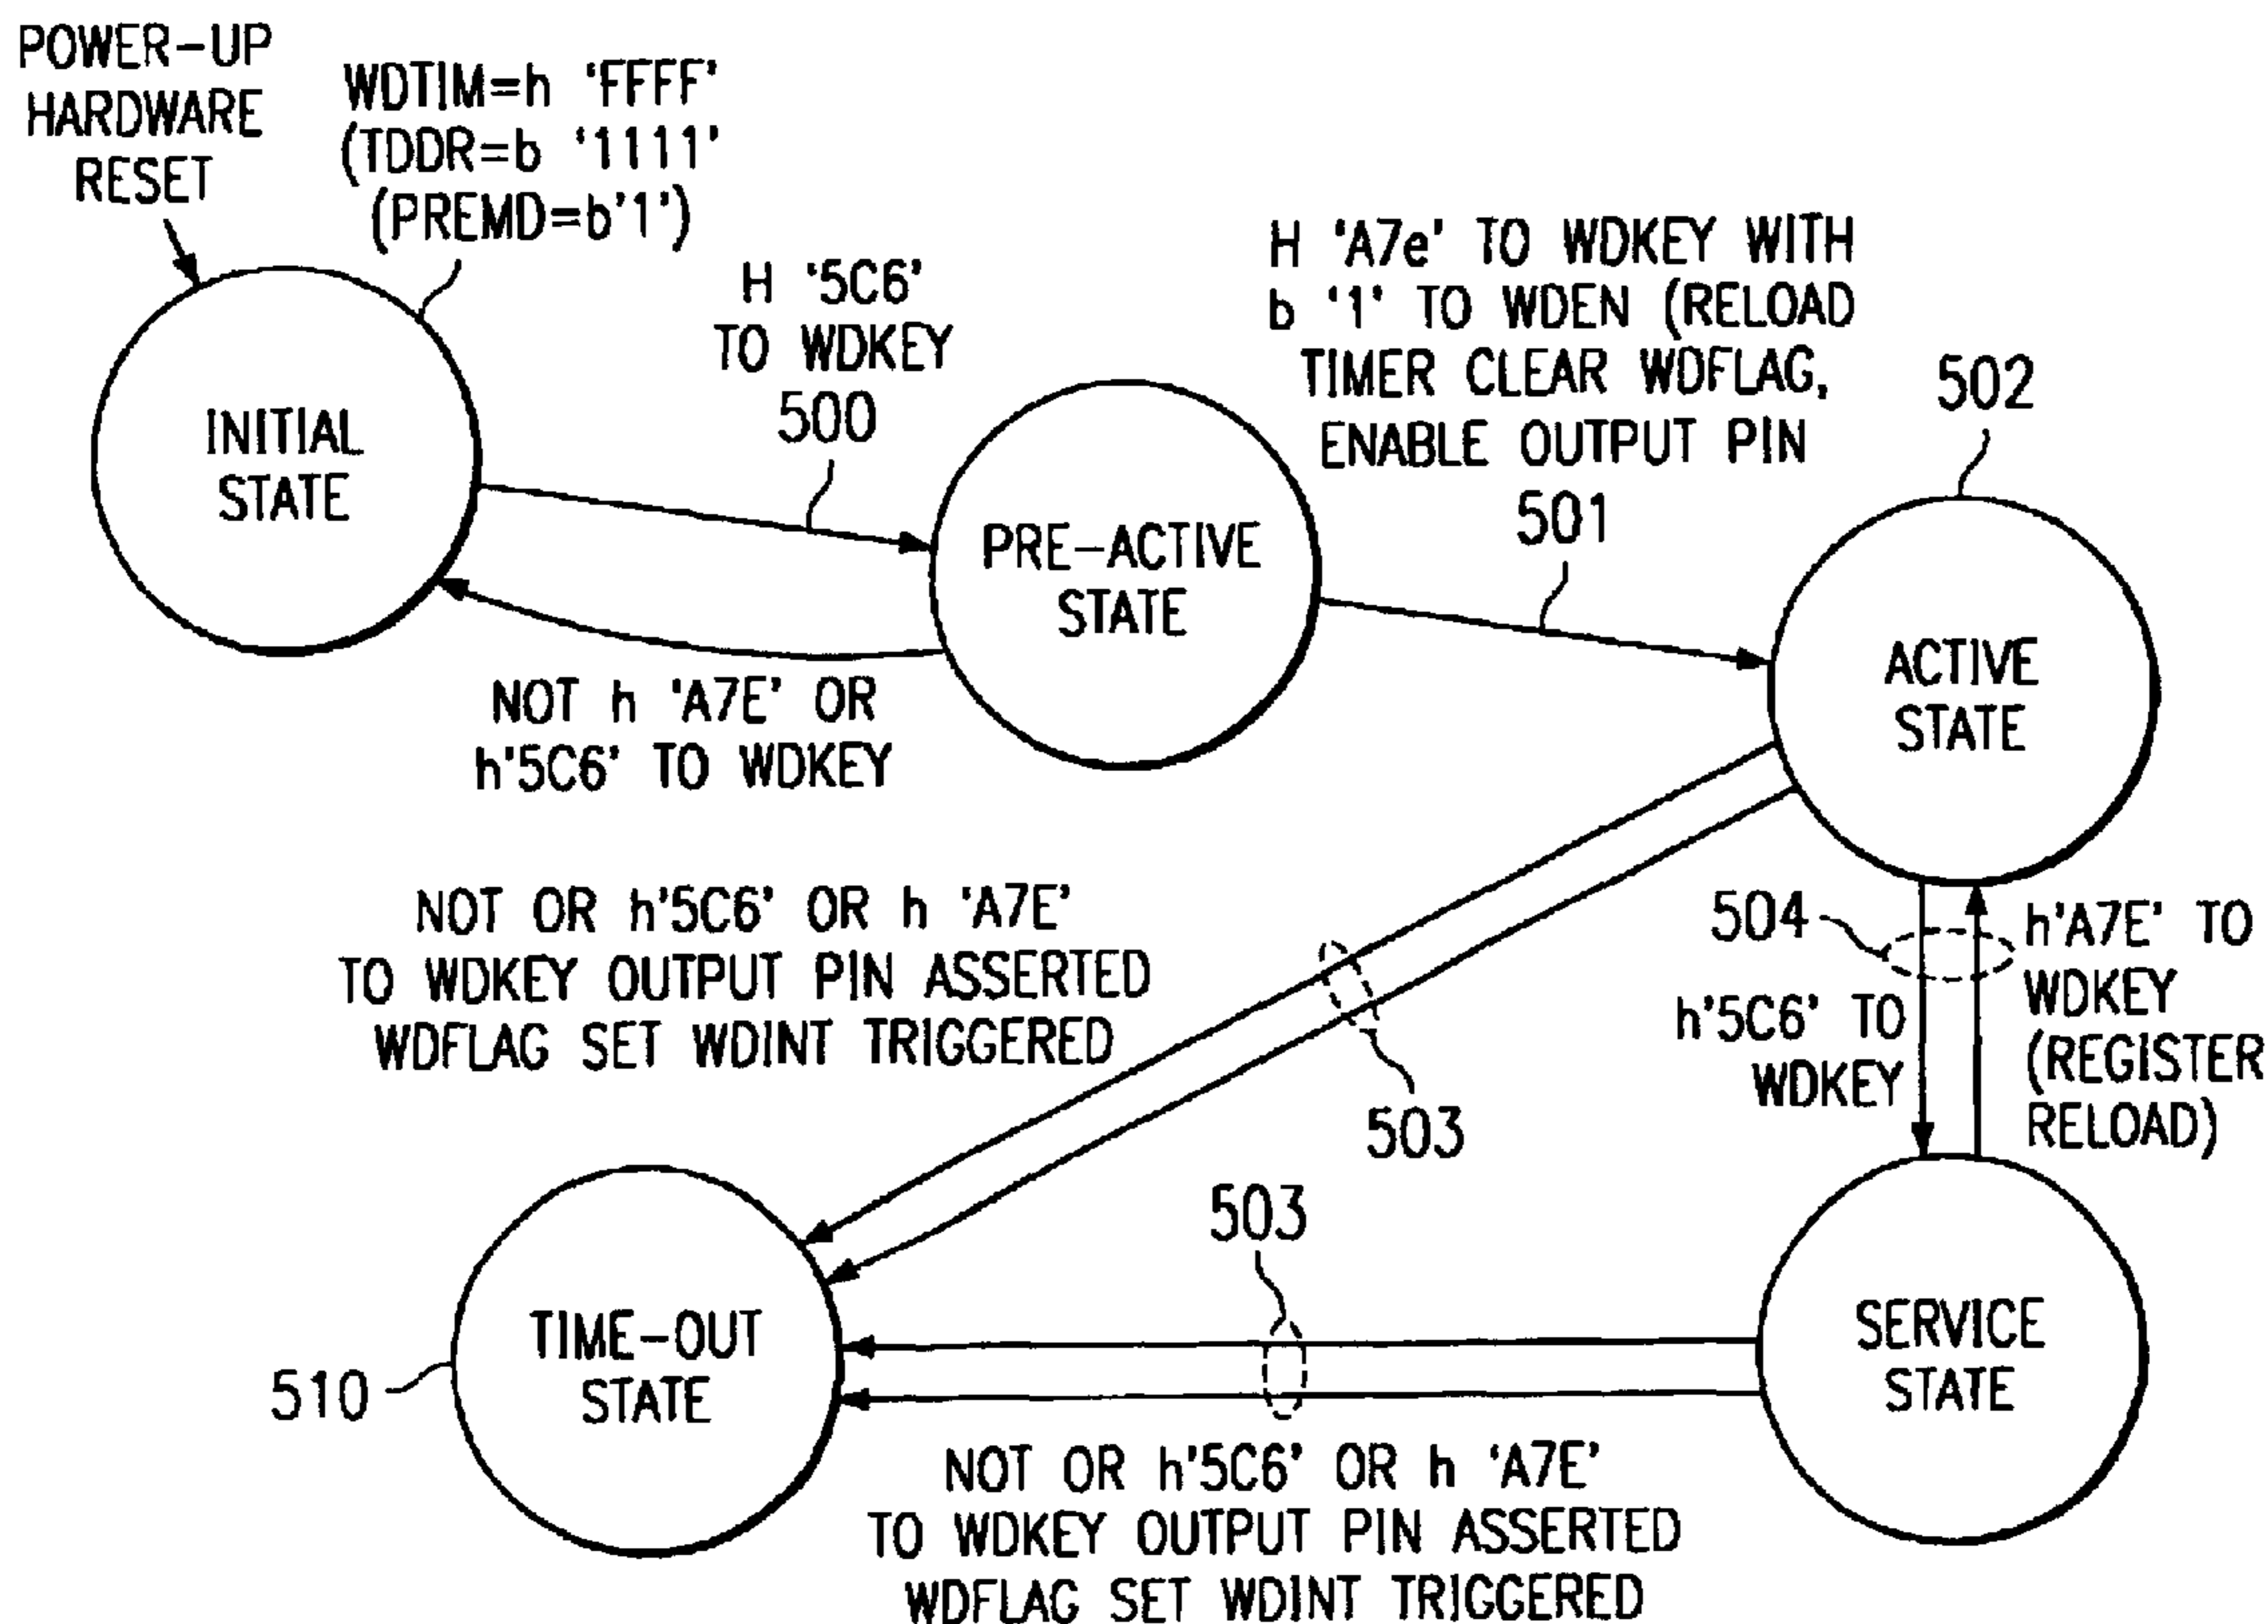 POWER-UP
HARDWARE
RESET
WDTIM=h 'FFFF'
(TDDR=b '1111'
(PREMD=b'1')
INITIAL
STATE
H '5C6'
TO WDKEY
500
PRE-ACTIVE
STATE
H 'A7e' TO WDKEY WITH
b '1' TO WDEN (RELOAD
TIMER CLEAR WDFLAG,
ENABLE OUTPUT PIN
501
502
ACTIVE
STATE
NOT h 'A7E' OR
h'5C6' TO WDKEY
NOT OR h'5C6' OR h 'A7E'
TO WDKEY OUTPUT PIN ASSERTED
WDFLAG SET WDINT TRIGGERED
503
504
h'5C6' TO
WDKEY
h'A7E' TO
WDKEY
(REGISTER
RELOAD)
503
510
TIME-OUT
STATE
SERVICE
STATE
NOT OR h'5C6' OR h 'A7E'
TO WDKEY OUTPUT PIN ASSERTED
WDFLAG SET WDINT TRIGGERED